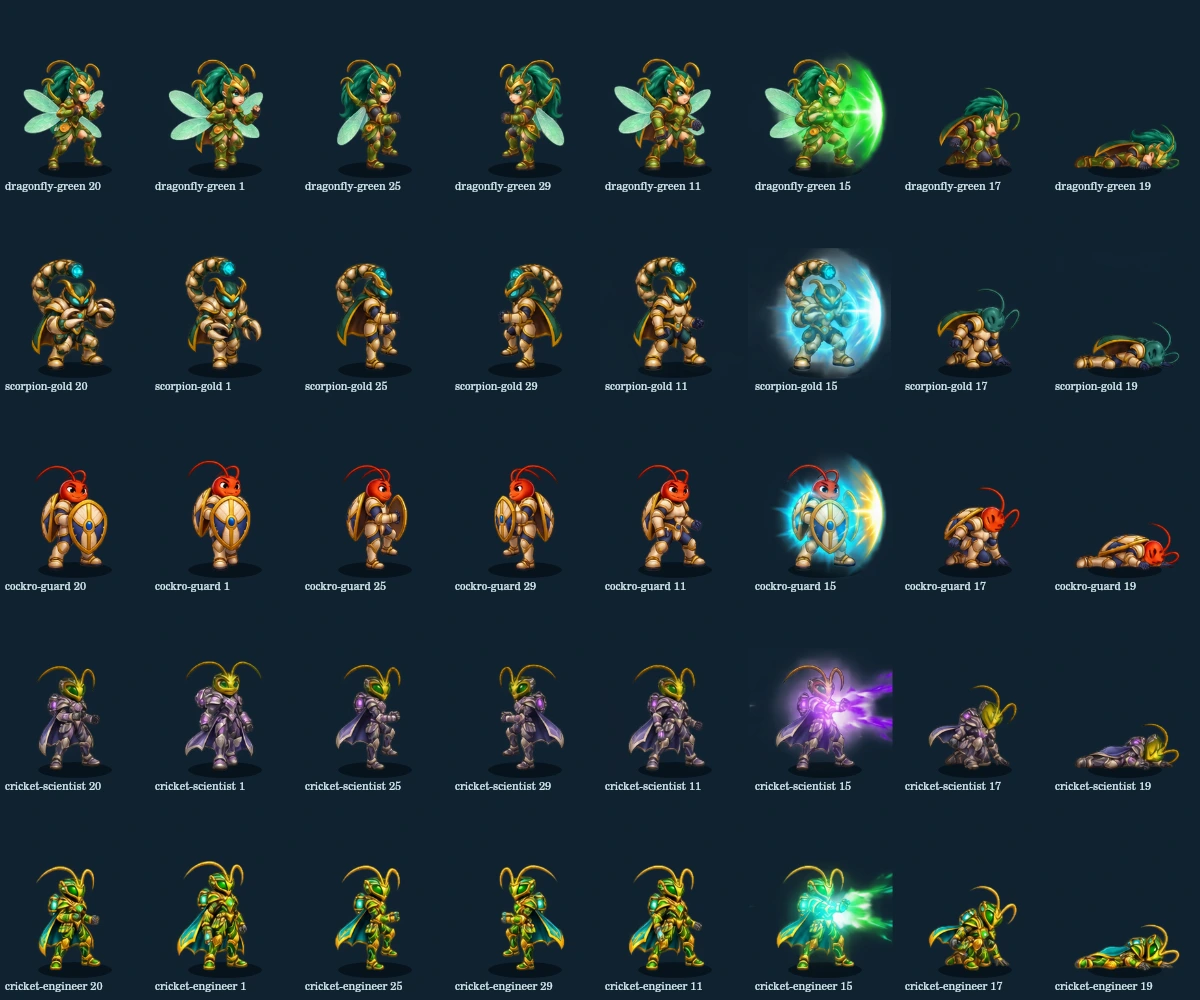 dragonfly-green 20 dragonfly-green 1 dragonfly-green 25 dragonfly-green 29 dragonfly-green 11 dragonfly-green 15 dragonfly-green 17 dragonfly-green 19
scorpion-gold 20 scorpion-gold 1 scorpion-gold 25 scorpion-gold 29 scorpion-gold 11 scorpion-gold 15 scorpion-gold 17 scorpion-gold 19
cockro-guard 20 cockro-guard 1 cockro-guard 25 cockro-guard 29 cockro-guard 11 cockro-guard 15 cockro-guard 17 cockro-guard 19
cricket-scientist 20 cricket-scientist 1 cricket-scientist 25 cricket-scientist 29 cricket-scientist 11 cricket-scientist 15 cricket-scientist 17 cricket-scientist 19
cricket-engineer 20 cricket-engineer 1 cricket-engineer 25 cricket-engineer 29 cricket-engineer 11 cricket-engineer 15 cricket-engineer 17 cricket-engineer 19